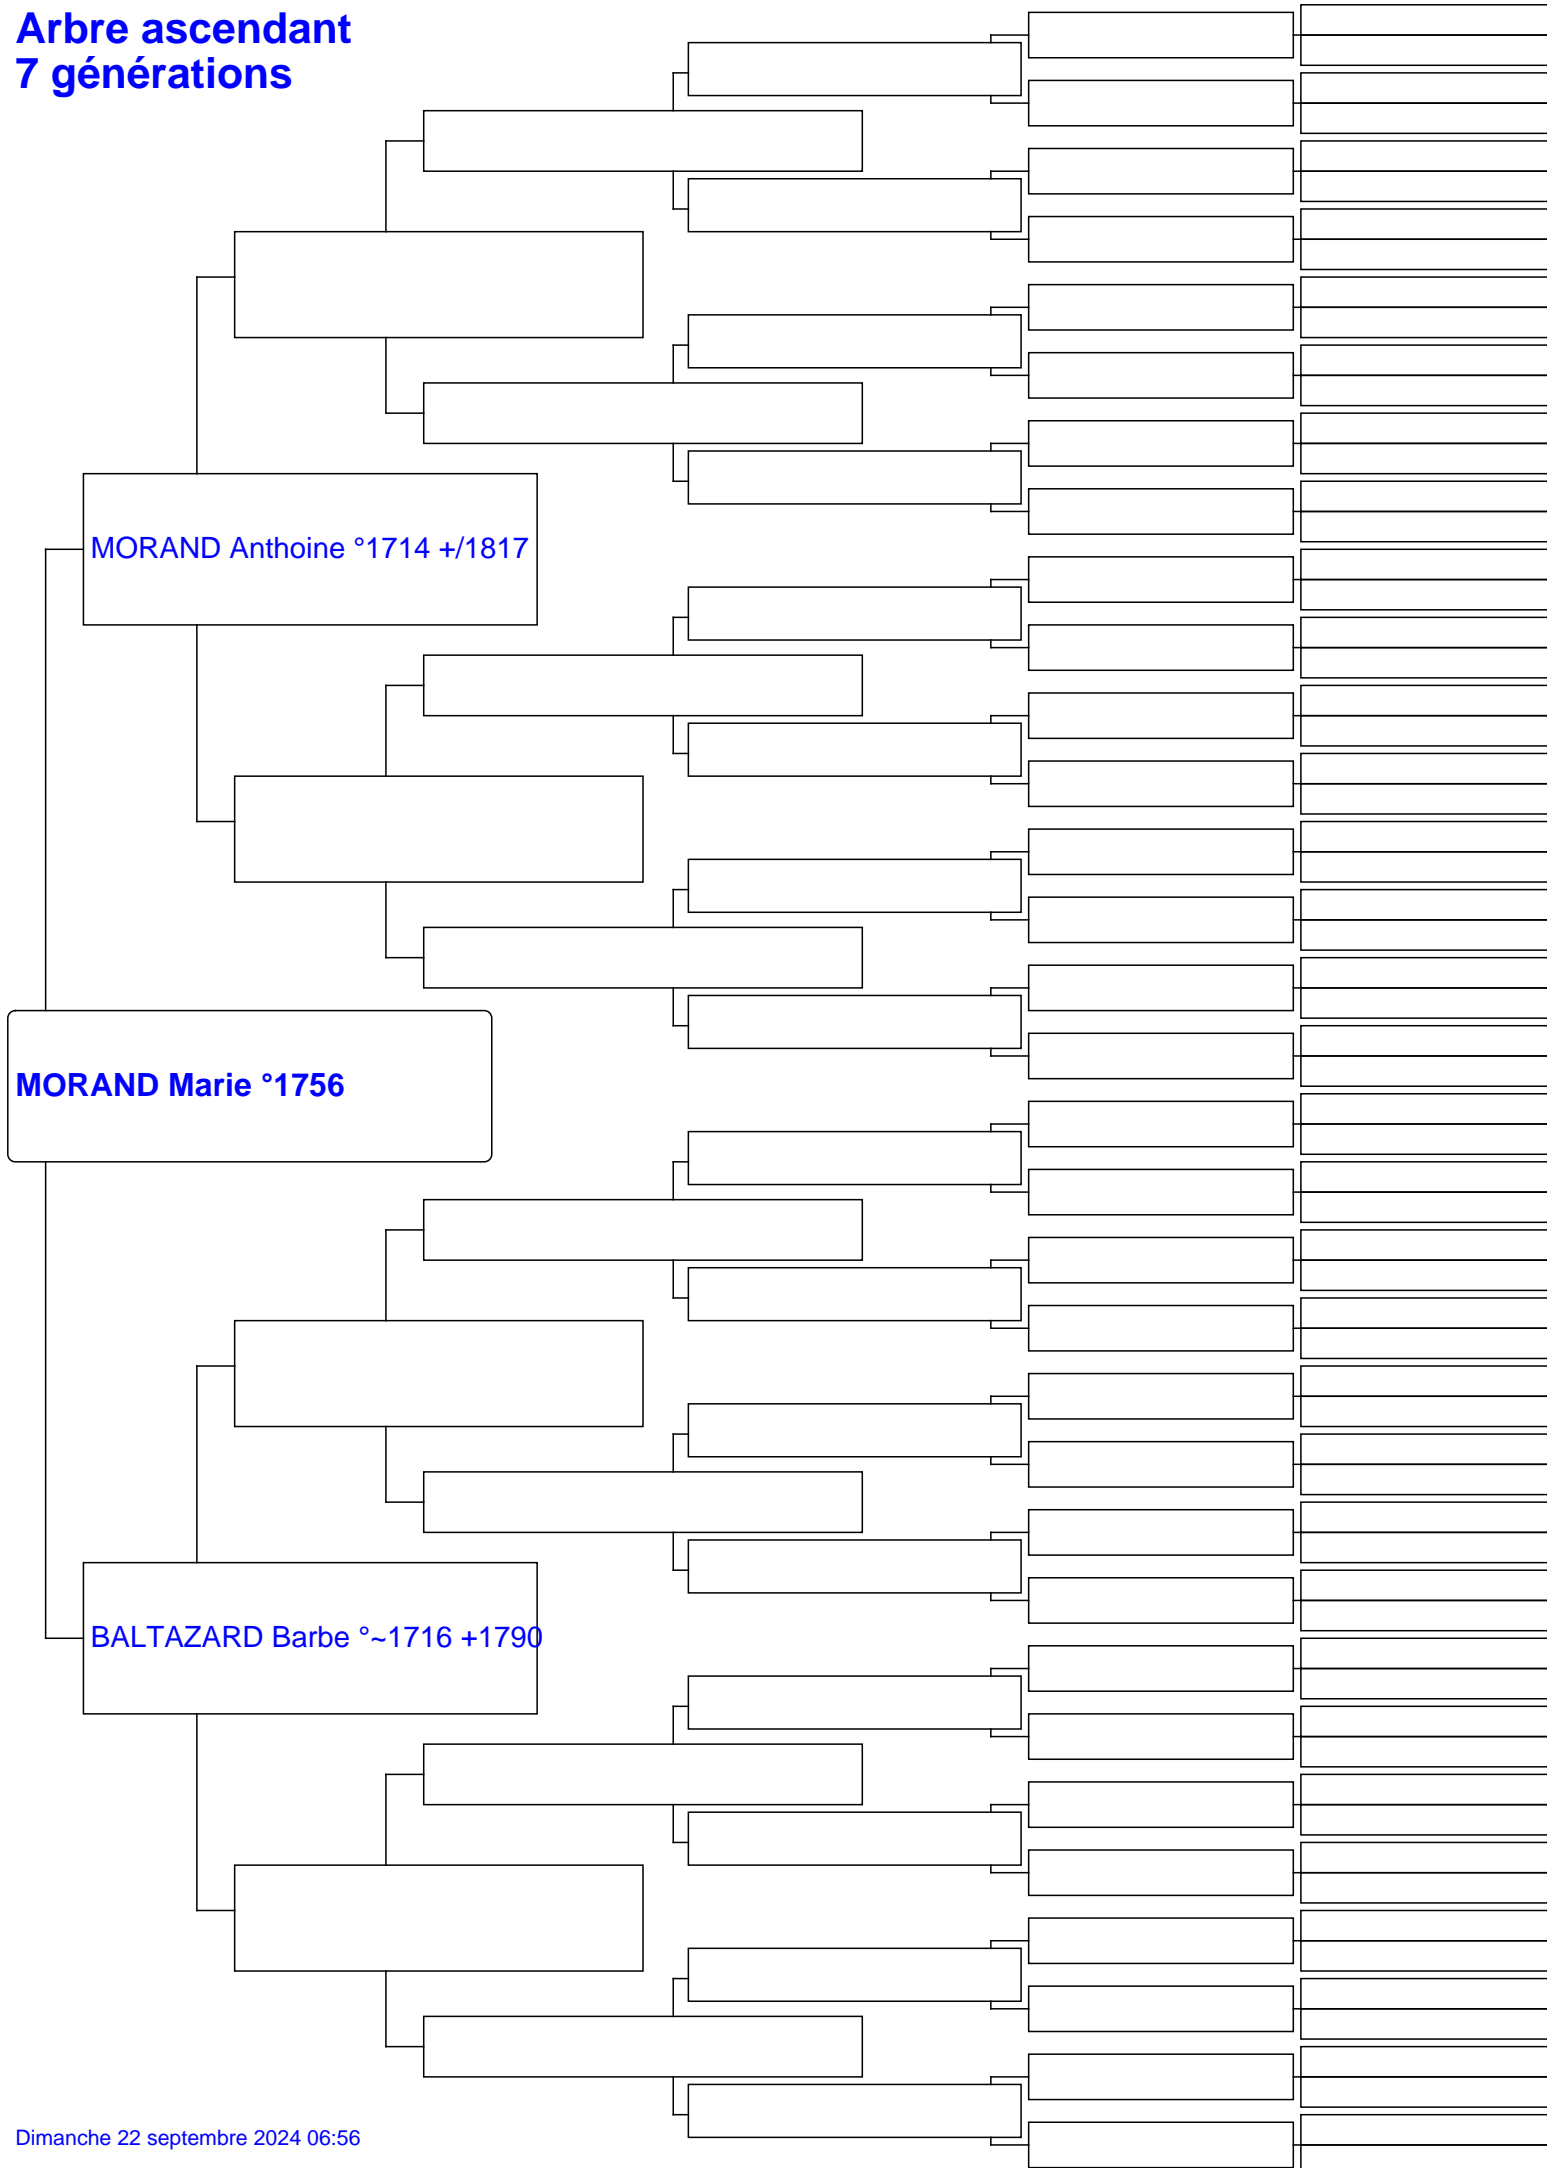 Arbre ascendant
7 générations
MORAND Anthoine °1714 +/1817
MORAND Marie °1756
BALTAZARD Barbe °~1716 +1790
Dimanche 22 septembre 2024 06:56